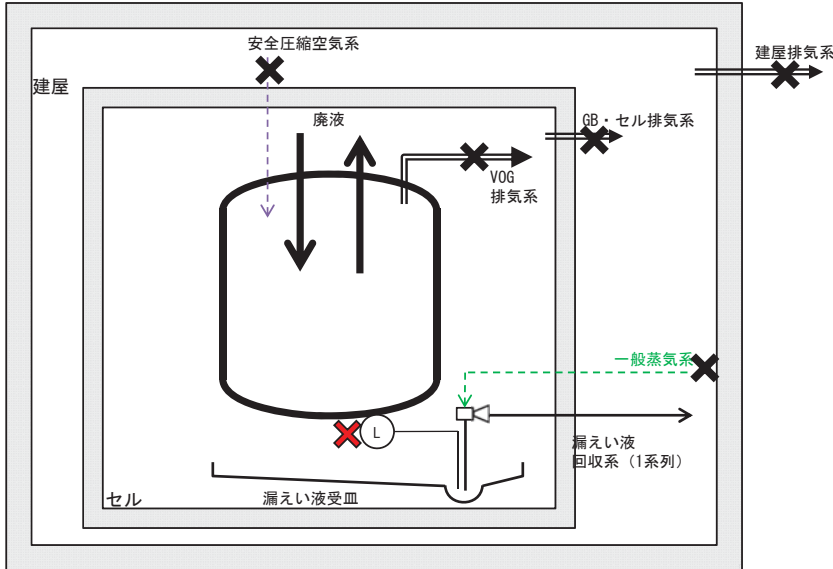 安全圧縮空気系
建屋排気系
建屋
廃液
GB・セル排気系
VOG
排気系
一般蒸気系
L
漏えい液
回収系（1系列）
漏えい液受皿
セル